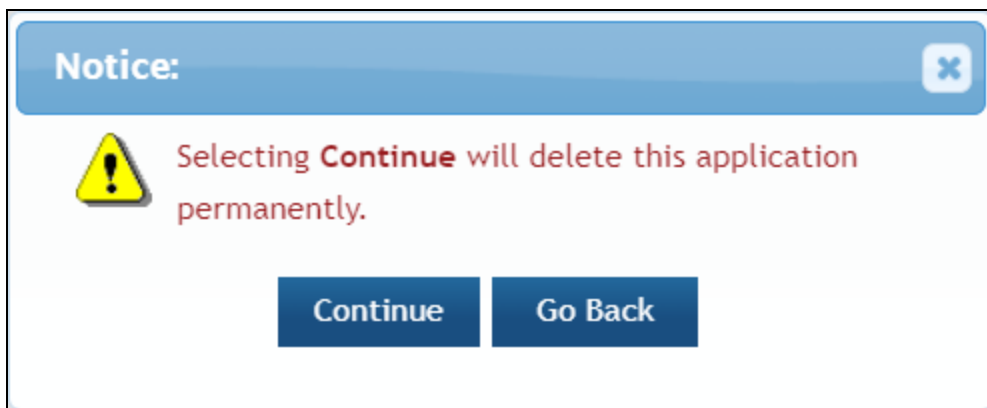 Notice:
Selecting Continue will delete this application
permanently.
Continue
Go Back